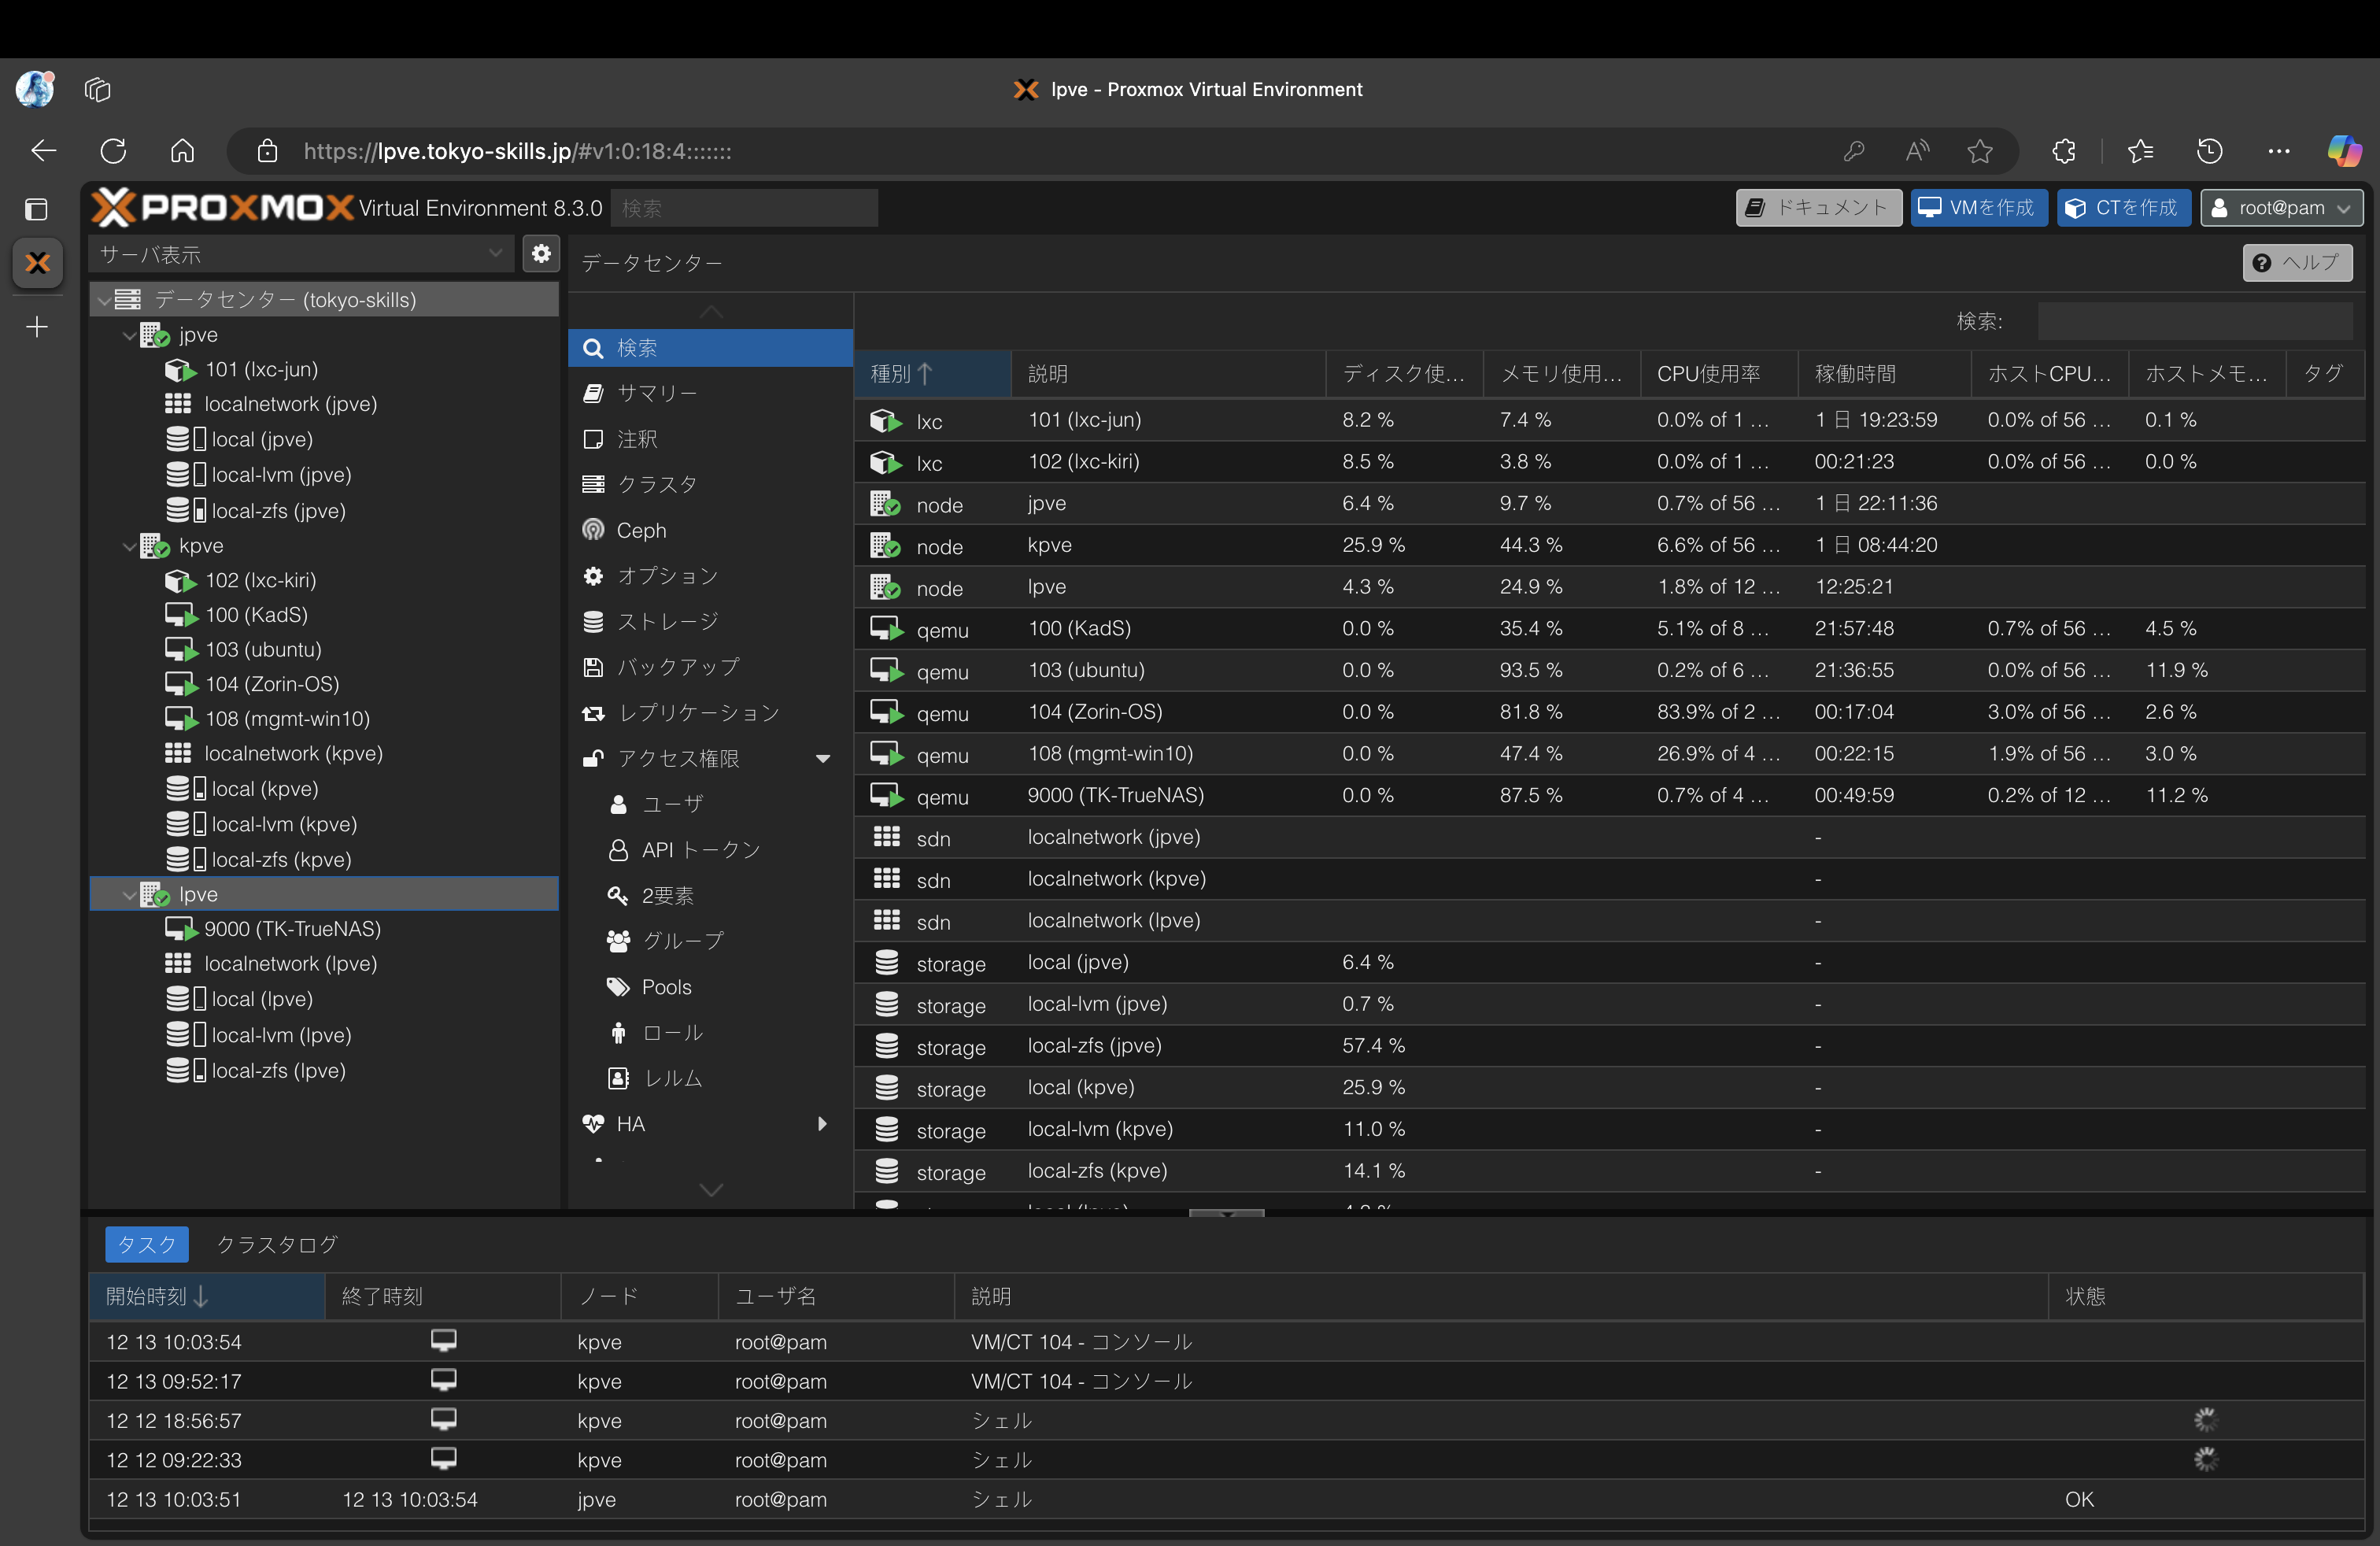 lpve - Proxmox Virtual Environment
https://lpve.tokyo-skills.jp/#v1:0:18:4:::::::
PROXMOX Virtual Environment 8.3.0 検索 ドキュメント VMを作成 CTを作成 root@pam
サーバ表示
データセンター
ヘルプ
データセンター (tokyo-skills)
jpve
101 (lxc-jun)
localnetwork (jpve)
local (jpve)
local-lvm (jpve)
local-zfs (jpve)
kpve
102 (lxc-kiri)
100 (KadS)
103 (ubuntu)
104 (Zorin-OS)
108 (mgmt-win10)
localnetwork (kpve)
local (kpve)
local-lvm (kpve)
local-zfs (kpve)
lpve
9000 (TK-TrueNAS)
localnetwork (lpve)
local (lpve)
local-lvm (lpve)
local-zfs (lpve)
検索
サマリー
注釈
クラスタ
Ceph
オプション
ストレージ
バックアップ
レプリケーション
アクセス権限
ユーザ
API トークン
2要素
グループ
Pools
ロール
レルム
HA
検索:
種別 説明 ディスク使... メモリ使用... CPU使用率 稼働時間 ホストCPU... ホストメモ... タグ
lxc 101 (lxc-jun) 8.2 % 7.4 % 0.0% of 1 ... 1 日 19:23:59 0.0% of 56 ... 0.1 %
lxc 102 (lxc-kiri) 8.5 % 3.8 % 0.0% of 1 ... 00:21:23 0.0% of 56 ... 0.0 %
node jpve 6.4 % 9.7 % 0.7% of 56 ... 1 日 22:11:36
node kpve 25.9 % 44.3 % 6.6% of 56 ... 1 日 08:44:20
node lpve 4.3 % 24.9 % 1.8% of 12 ... 12:25:21
qemu 100 (KadS) 0.0 % 35.4 % 5.1% of 8 ... 21:57:48 0.7% of 56 ... 4.5 %
qemu 103 (ubuntu) 0.0 % 93.5 % 0.2% of 6 ... 21:36:55 0.0% of 56 ... 11.9 %
qemu 104 (Zorin-OS) 0.0 % 81.8 % 83.9% of 2 ... 00:17:04 3.0% of 56 ... 2.6 %
qemu 108 (mgmt-win10) 0.0 % 47.4 % 26.9% of 4 ... 00:22:15 1.9% of 56 ... 3.0 %
qemu 9000 (TK-TrueNAS) 0.0 % 87.5 % 0.7% of 4 ... 00:49:59 0.2% of 12 ... 11.2 %
sdn localnetwork (jpve) -
sdn localnetwork (kpve) -
sdn localnetwork (lpve) -
storage local (jpve) 6.4 % -
storage local-lvm (jpve) 0.7 % -
storage local-zfs (jpve) 57.4 % -
storage local (kpve) 25.9 % -
storage local-lvm (kpve) 11.0 % -
storage local-zfs (kpve) 14.1 % -
タスク クラスタログ
開始時刻 終了時刻 ノード ユーザ名 説明 状態
12 13 10:03:54 kpve root@pam VM/CT 104 - コンソール
12 13 09:52:17 kpve root@pam VM/CT 104 - コンソール
12 12 18:56:57 kpve root@pam シェル
12 12 09:22:33 kpve root@pam シェル
12 13 10:03:51 12 13 10:03:54 jpve root@pam シェル OK